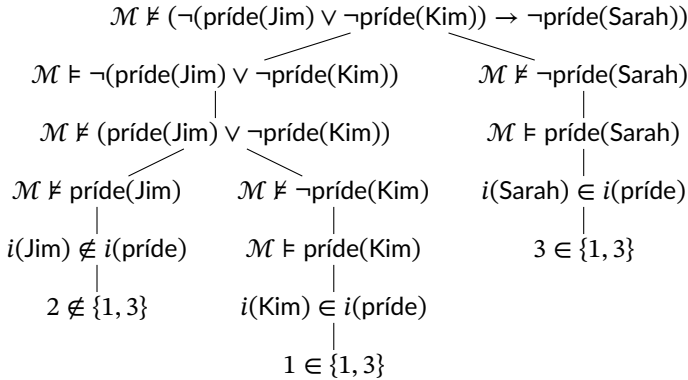 ℳ ⊭ (¬(príde(Jim) ∨ ¬príde(Kim)) → ¬príde(Sarah))
ℳ ⊨ ¬(príde(Jim) ∨ ¬príde(Kim)) ℳ ⊭ ¬príde(Sarah)
ℳ ⊭ (príde(Jim) ∨ ¬príde(Kim)) ℳ ⊨ príde(Sarah)
ℳ ⊭ príde(Jim) ℳ ⊭ ¬príde(Kim) i(Sarah) ∈ i(príde)
i(Jim) ∉ i(príde) ℳ ⊨ príde(Kim) 3 ∈ {1, 3}
2 ∉ {1, 3} i(Kim) ∈ i(príde)
1 ∈ {1, 3}